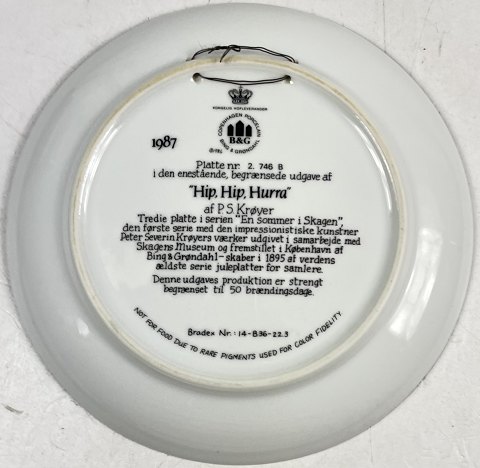 KONGELIG HOFLEVERANDØR
1987
COPENHAGEN PORCELAIN
B&G
BING & GRØNDAHL
Platte nr. 2. 746 B
i den enestående, begrænsede udgave af
"Hip, Hip, Hurra"
af P.S. Krøyer
Tredie platte i serien "En sommer i Skagen",
den første serie med den impressionistiske kunstner
Peter Severin Krøyers værker udgivet i samarbejde med
Skagens Museum og fremstillet i København af
Bing & Grøndahl - skaber i 1895 af verdens
ældste serie juleplatter for samlere.
Denne udgaves produktion er strengt
begrænset til 50 brændingsdage.
NOT FOR FOOD DUE TO RARE PIGMENTS USED FOR COLOR FIDELITY.
Bradex Nr.: 14-B36-22.3